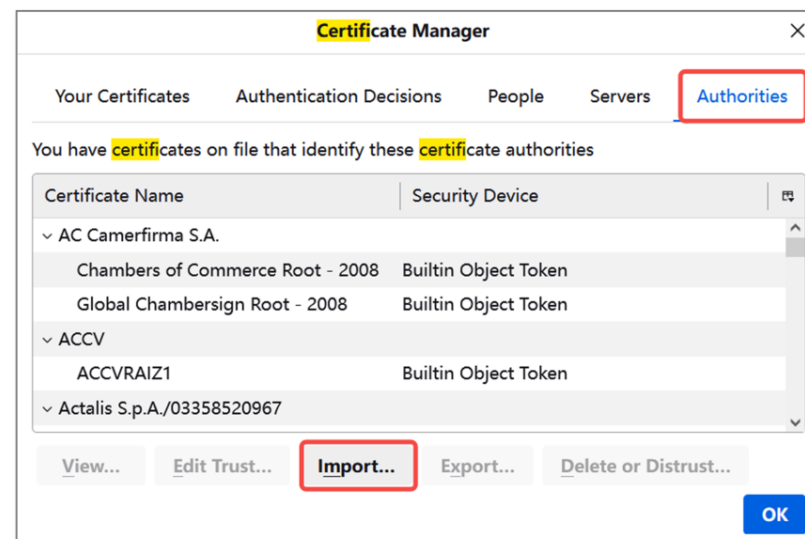 Certificate Manager
Your Certificates Authentication Decisions People Servers Authorities
You have certificates on file that identify these certificate authorities
Certificate Name Security Device
AC Camerfirma S.A.
Chambers of Commerce Root - 2008 Builtin Object Token
Global Chambersign Root - 2008 Builtin Object Token
ACCV
ACCVRAIZ1 Builtin Object Token
Actalis S.p.A./03358520967
View... Edit Trust... Import... Export... Delete or Distrust...
OK